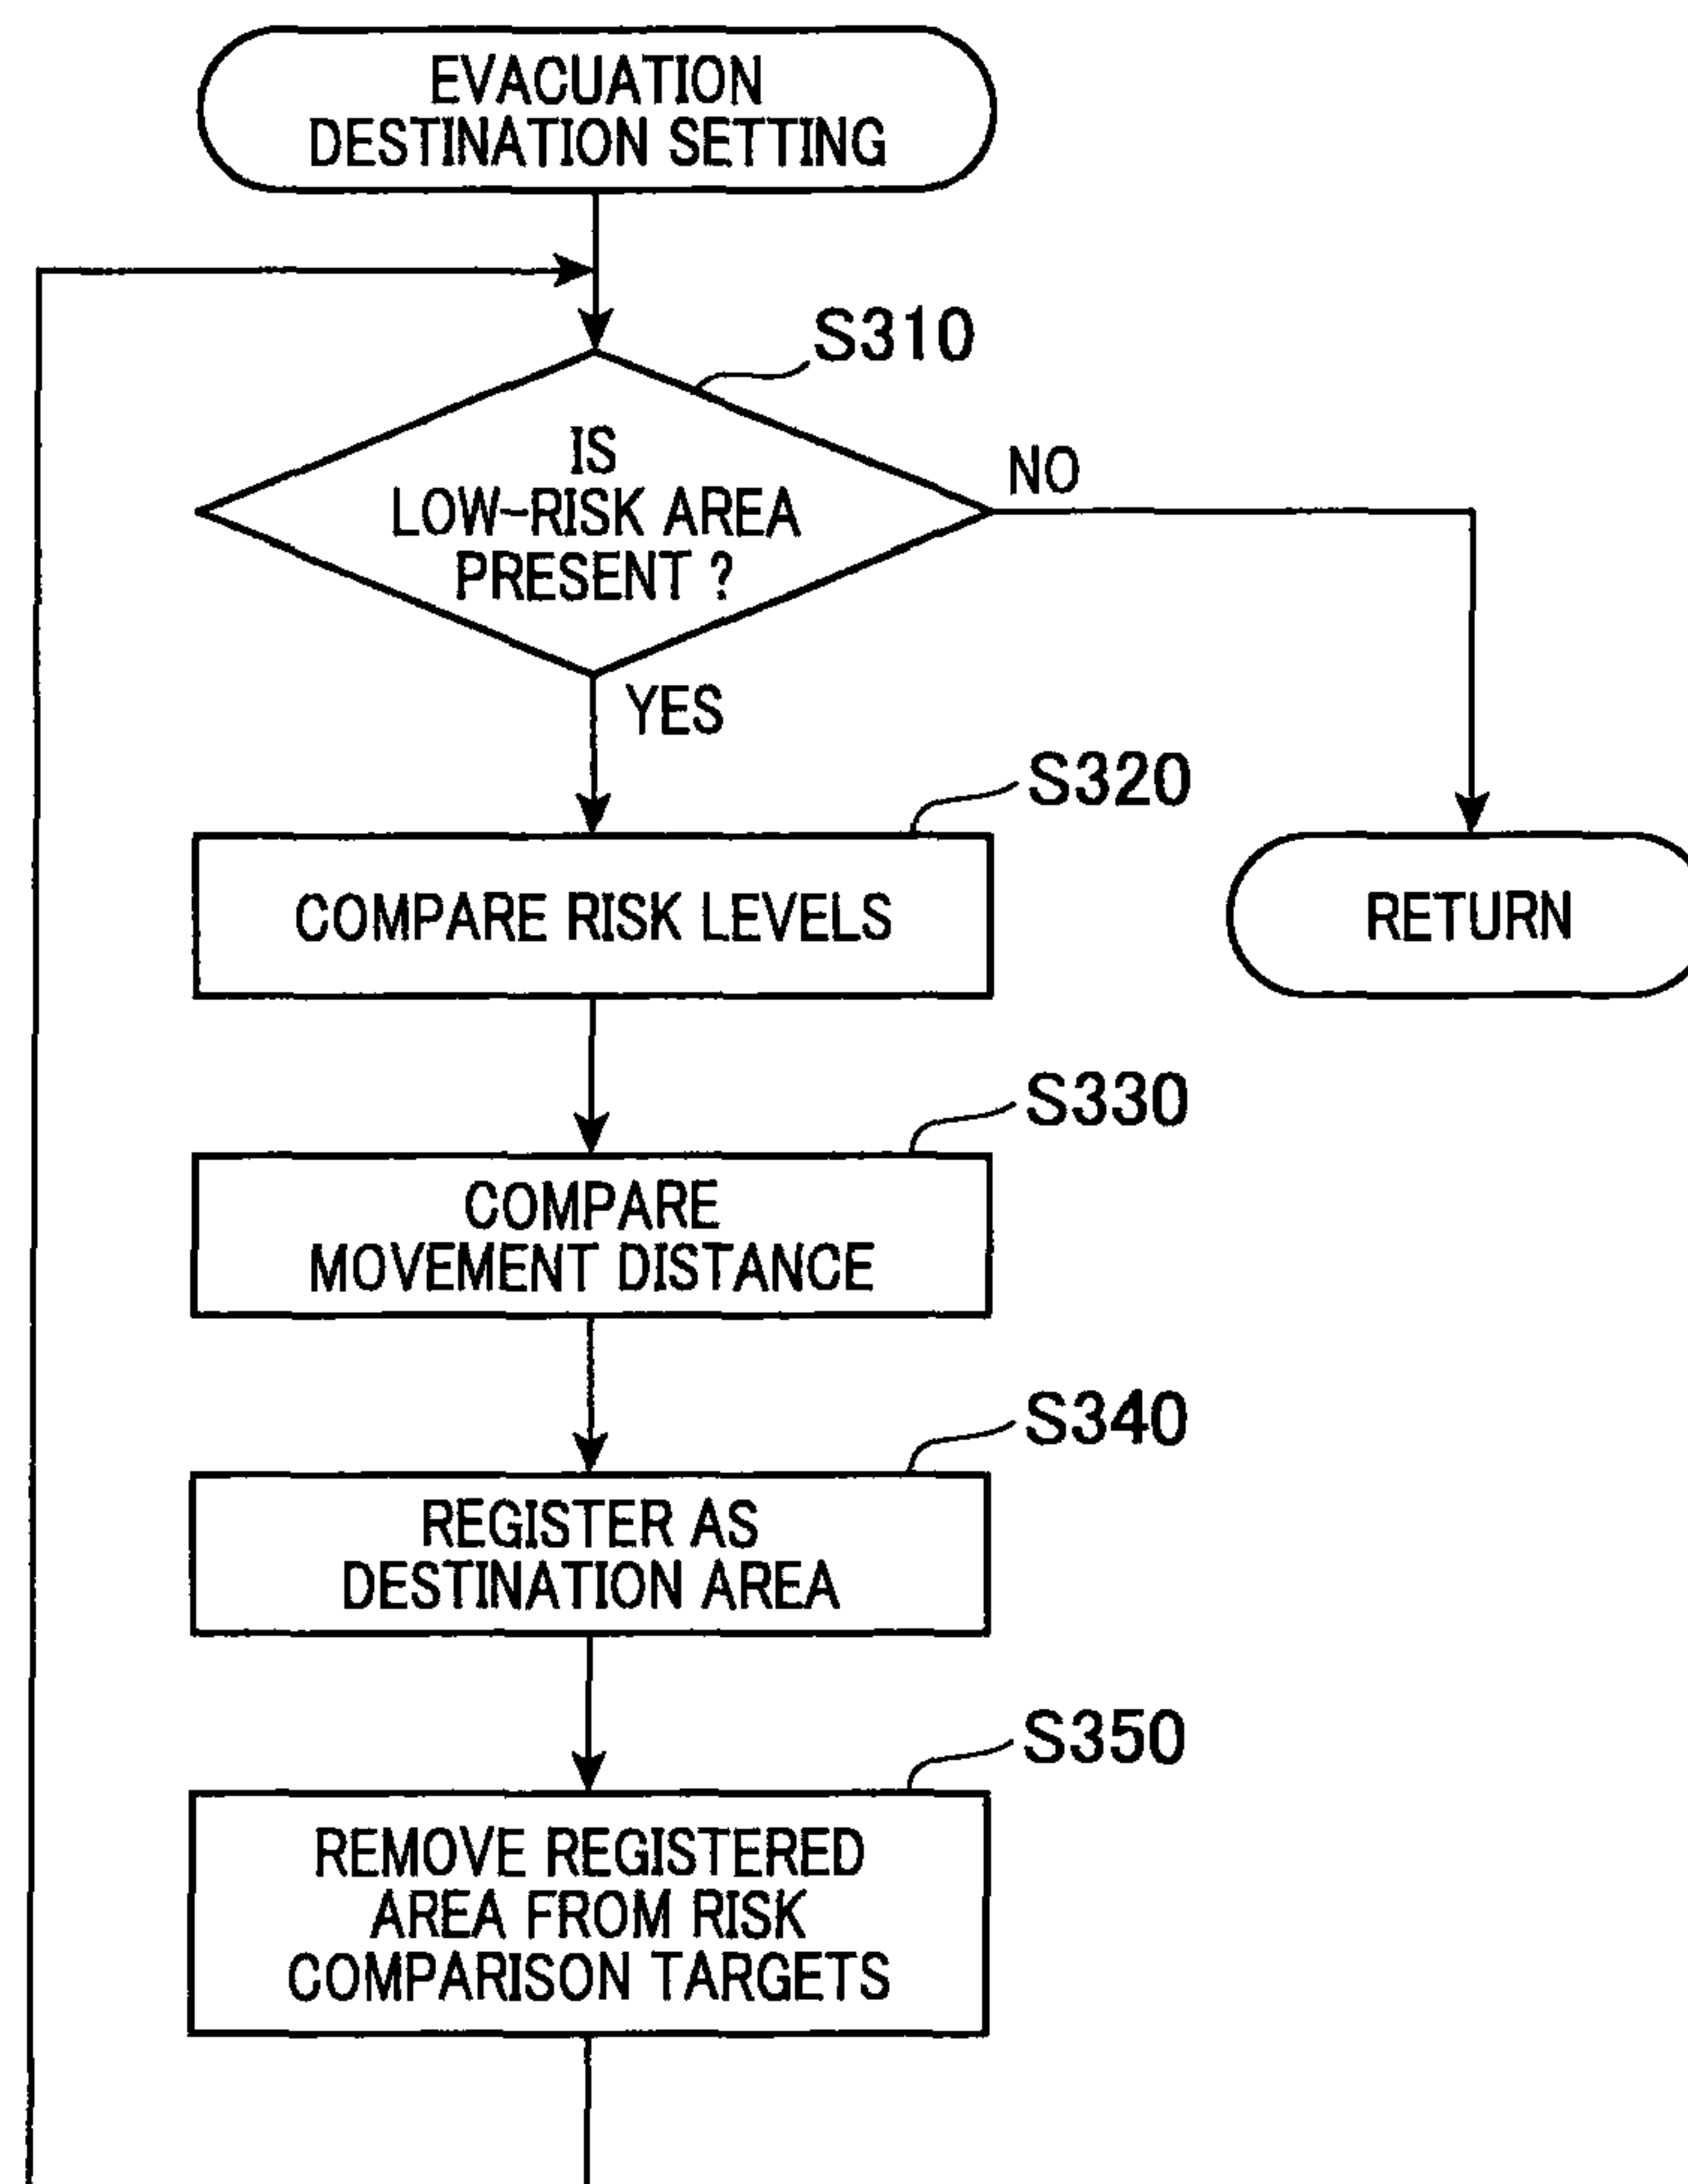 EVACUATION
DESTINATION SETTING
S310
IS
LOW-RISK AREA
PRESENT ?
NO
YES
S320
COMPARE RISK LEVELS
RETURN
S330
COMPARE
MOVEMENT DISTANCE
S340
REGISTER AS
DESTINATION AREA
S350
REMOVE REGISTERED
AREA FROM RISK
COMPARISON TARGETS